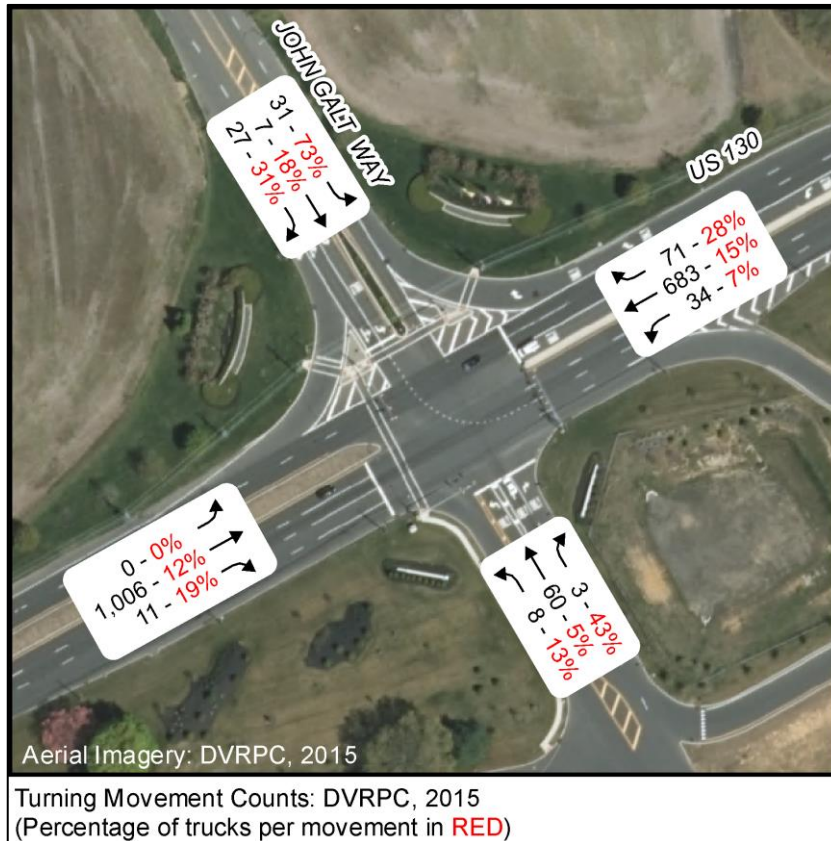 JOHN GALT WAY
31 - 73%
7 - 18%
27 - 31%
US 130
71 - 28%
683 - 15%
34 - 7%
0 - 0%
1,006 - 12%
11 - 19%
3 - 43%
60 - 5%
8 - 13%
Aerial Imagery: DVRPC, 2015
Turning Movement Counts: DVRPC, 2015
(Percentage of trucks per movement in RED)